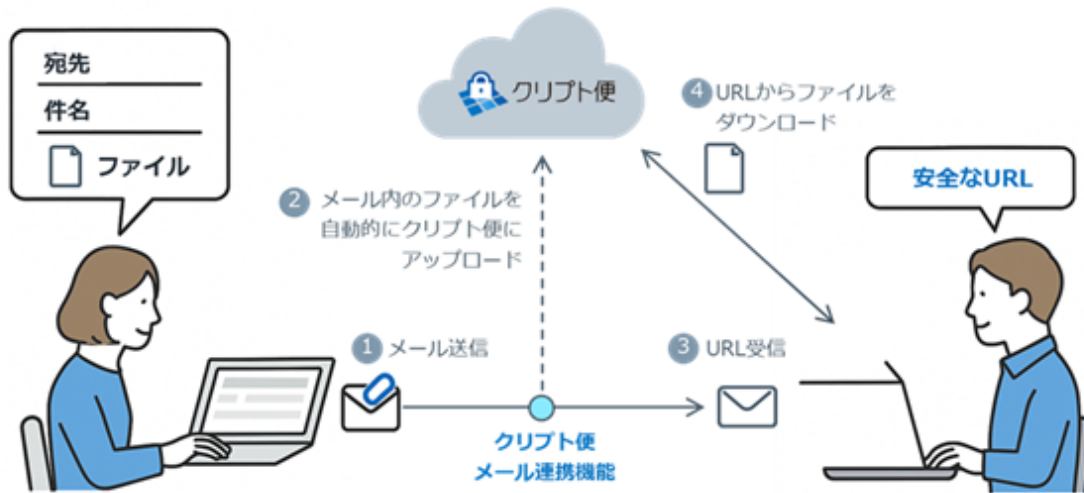 宛先
件名
ファイル
クリプト便
4 URLからファイルを
ダウンロード
安全なURL
2 メール内のファイルを
自動的にクリプト便に
アップロード
1 メール送信
3 URL受信
クリプト便
メール連携機能